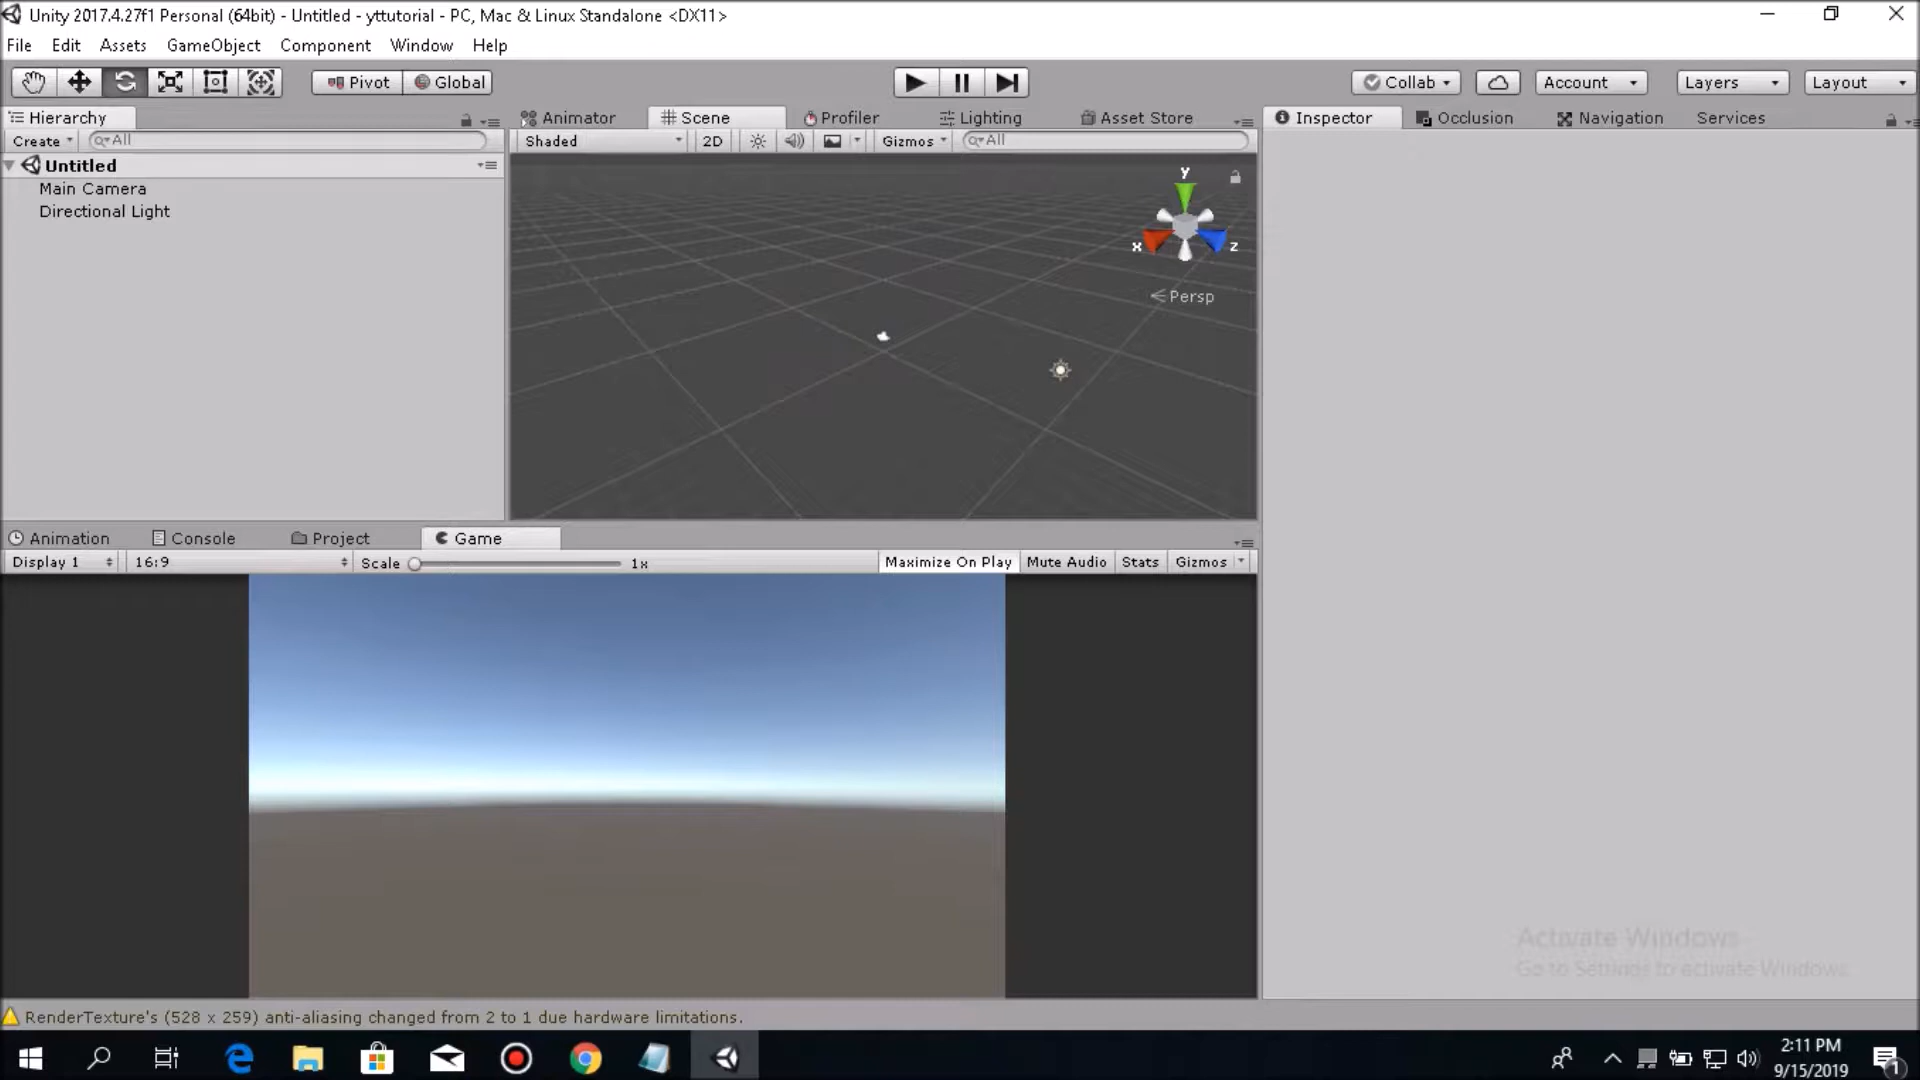 Unity 2017.4.27f1 Personal (64bit) - Untitled - yttutorial - PC, Mac & Linux Standalone <DX11>
File Edit Assets GameObject Component Window Help
Pivot Global Collab Account Layers Layout
Hierarchy Animator Scene Profiler Lighting Asset Store Inspector Occlusion Navigation Services
Create All Shaded 2D Gizmos All
Untitled
Main Camera
Directional Light
y
x z
Persp
Animation Console Project Game
Display 1 16:9 Scale 1x Maximize On Play Mute Audio Stats Gizmos
Activate Windows
Go to Settings to activate Windows.
RenderTexture's (528 x 259) anti-aliasing changed from 2 to 1 due hardware limitations.
2:11 PM
9/15/2019
1